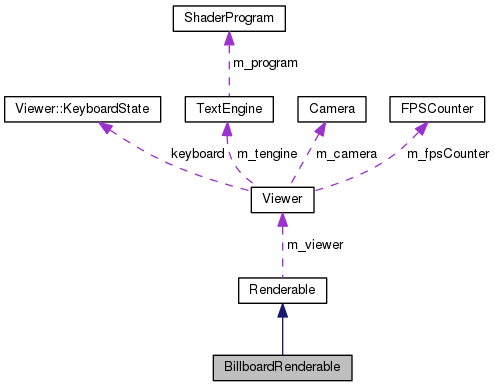 ShaderProgram
m_program
Viewer::KeyboardState
TextEngine
Camera
FPSCounter
keyboard
m_tengine
m_camera
m_fpsCounter
Viewer
m_viewer
Renderable
BillboardRenderable